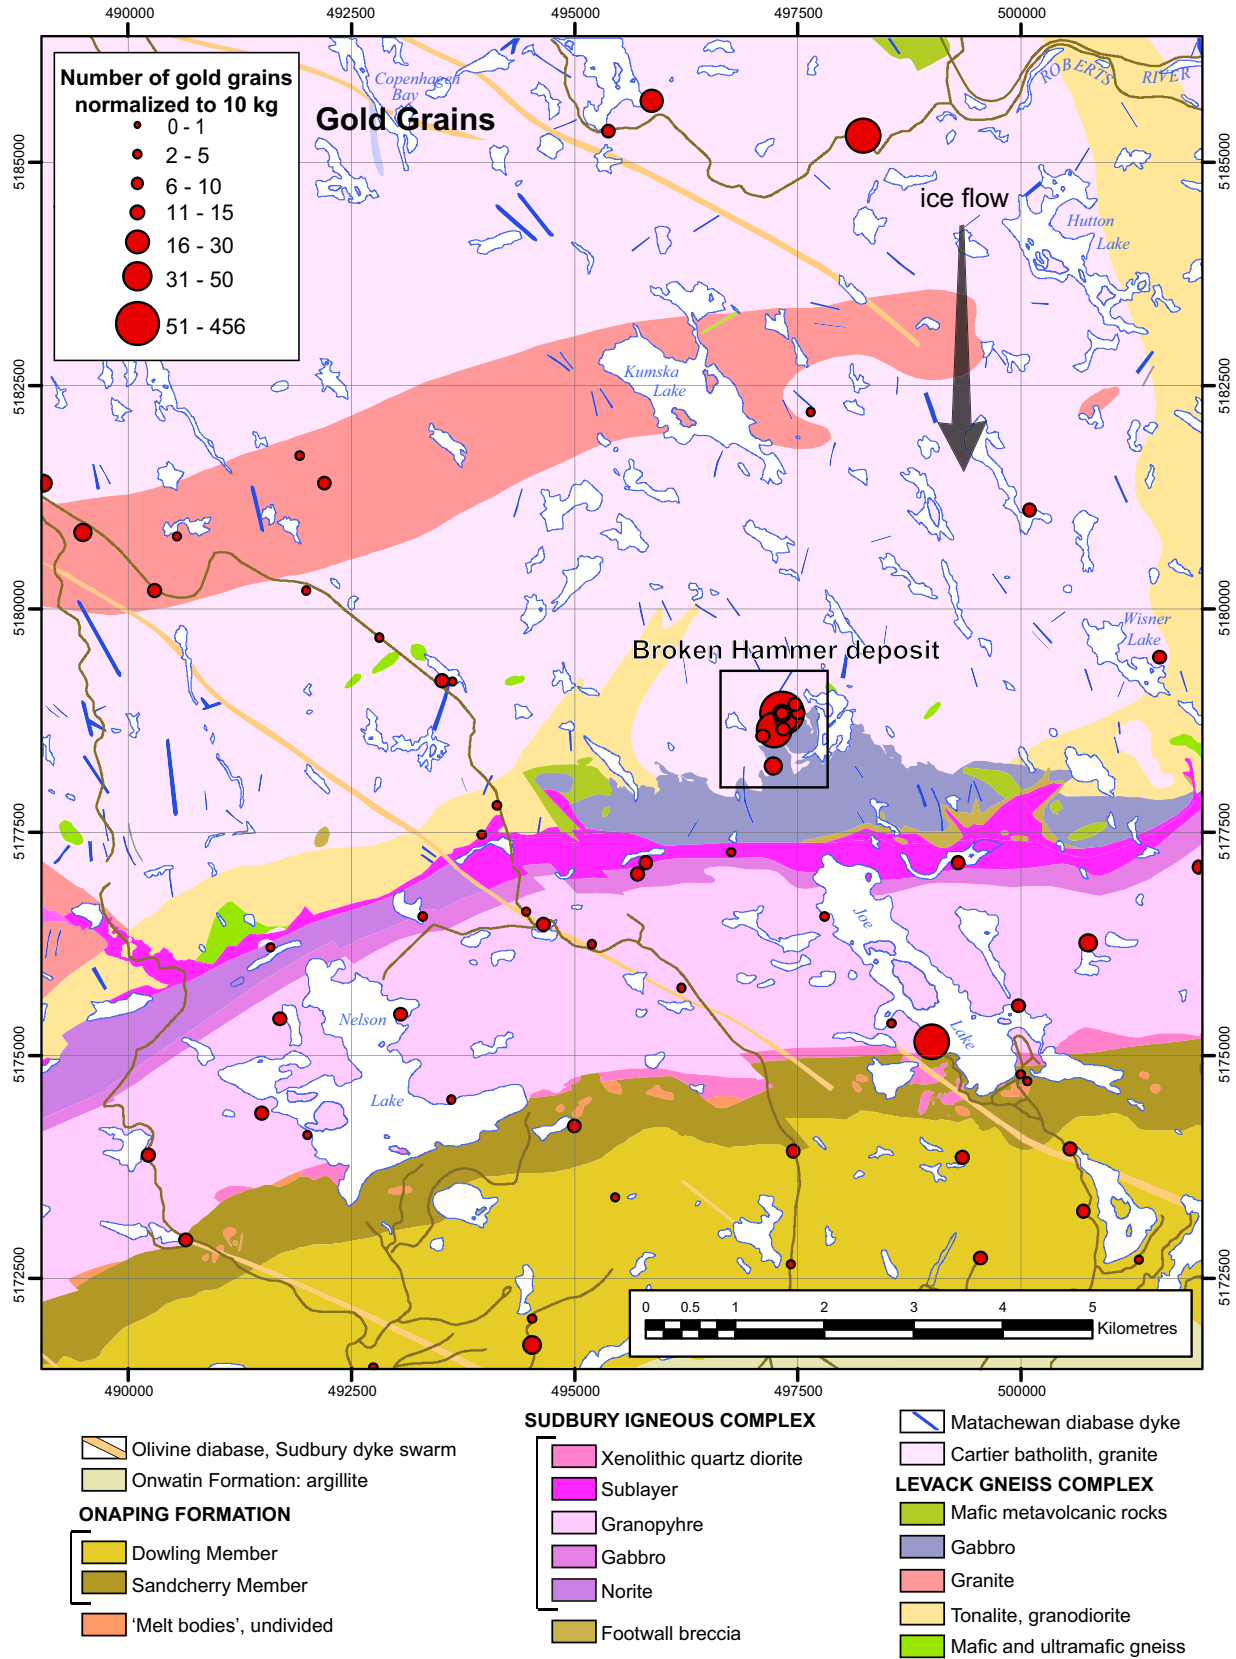 490000 492500 495000 497500 500000
Number of gold grains
normalized to 10 kg
0 - 1
2 - 5
6 - 10
11 - 15
16 - 30
31 - 50
51 - 456
Copenhagen
Bay
Gold Grains
ROBERTS RIVER
5185000 5185000
ice flow
Hutton
Lake
Kumska
Lake
5182500 5182500
5180000 5180000
Wisner
Lake
Broken Hammer deposit
5177500 5177500
Joe
Lake
Nelson
Lake
5175000 5175000
5172500 5172500
0 0.5 1 2 3 4 5
Kilometres
490000 492500 495000 497500 500000
Olivine diabase, Sudbury dyke swarm
Onwatin Formation: argillite
ONAPING FORMATION
Dowling Member
Sandcherry Member
‘Melt bodies’, undivided
SUDBURY IGNEOUS COMPLEX
Xenolithic quartz diorite
Sublayer
Granopyhre
Gabbro
Norite
Footwall breccia
Matachewan diabase dyke
Cartier batholith, granite
LEVACK GNEISS COMPLEX
Mafic metavolcanic rocks
Gabbro
Granite
Tonalite, granodiorite
Mafic and ultramafic gneiss